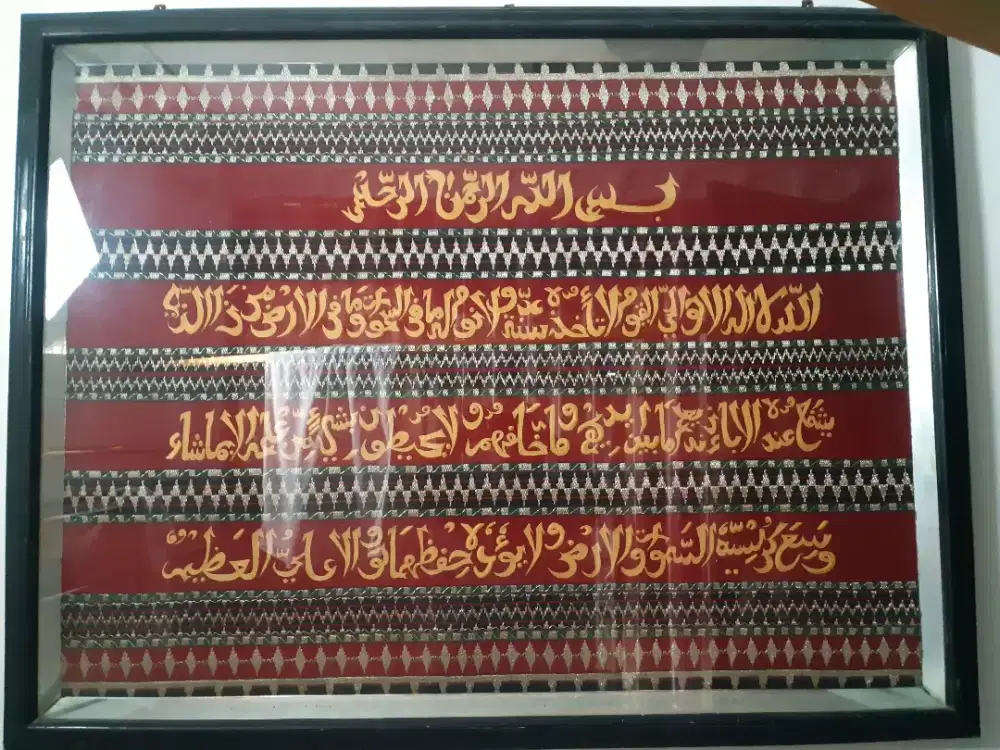 بسم الله الرحمن الرحيم
الله لا اله الا هو الحي القيوم لا تأخذه سنة ولا نوم له ما في السموات وما في الارض من ذا الذي
يشفع عنده الا باذنه يعلم ما بين ايديهم وما خلفهم ولا يحيطون بشيء من علمه الا بما شاء
وسع كرسيه السموات والارض ولا يؤده حفظهما وهو العلي العظيم